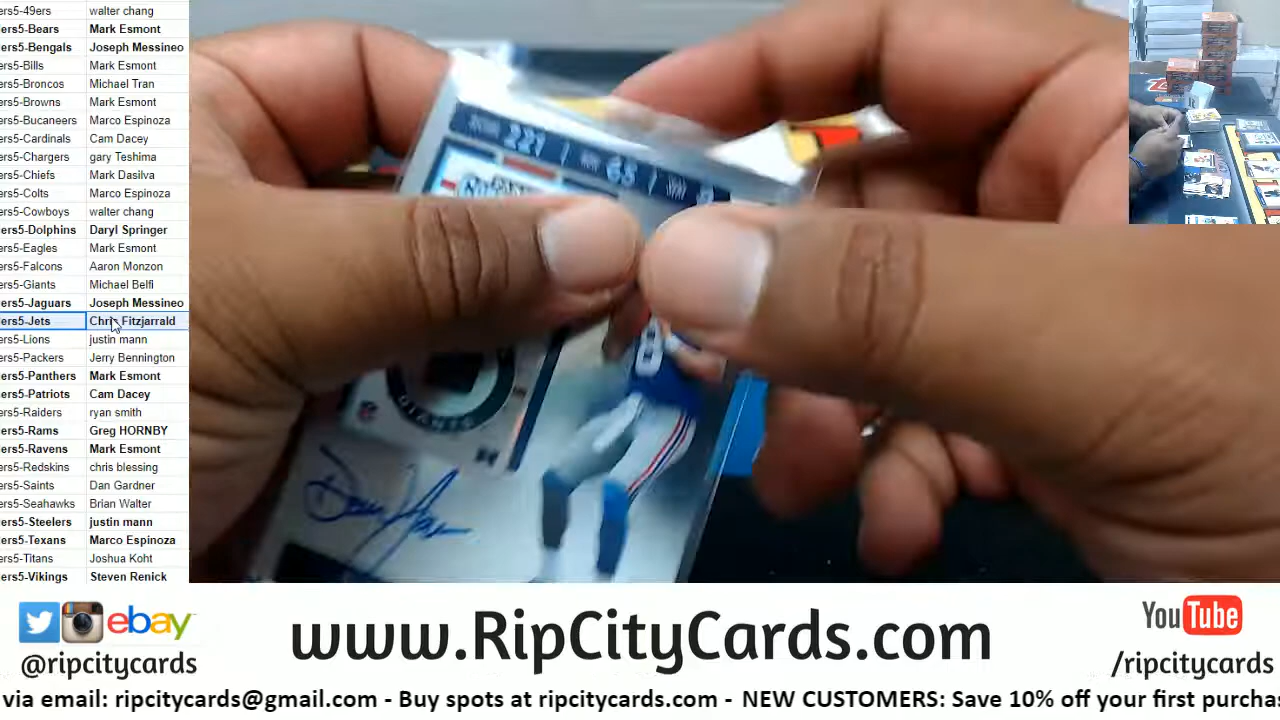 ers5-49ers walter chang
ers5-Bears Mark Esmont
ers5-Bengals Joseph Messineo
ers5-Bills Mark Esmont
ers5-Broncos Michael Tran
ers5-Browns Mark Esmont
ers5-Bucaneers Marco Espinoza
ers5-Cardinals Cam Dacey
ers5-Chargers gary Teshima
ers5-Chiefs Mark Dasilva
ers5-Colts Marco Espinoza
ers5-Cowboys walter chang
ers5-Dolphins Daryl Springer
ers5-Eagles Mark Esmont
ers5-Falcons Aaron Monzon
ers5-Giants Michael Belfi
ers5-Jaguars Joseph Messineo
ers5-Jets Chris Fitzjarrald
ers5-Lions justin mann
ers5-Packers Jerry Bennington
ers5-Panthers Mark Esmont
ers5-Patriots Cam Dacey
ers5-Raiders ryan smith
ers5-Rams Greg HORNBY
ers5-Ravens Mark Esmont
ers5-Redskins chris blessing
ers5-Saints Dan Gardner
ers5-Seahawks Brian Walter
ers5-Steelers justin mann
ers5-Texans Marco Espinoza
ers5-Titans Joshua Koht
ers5-Vikings Steven Renick
227 / 65 /
GIANTS
ebay
@ripcitycards
www.RipCityCards.com
YouTube
/ripcitycards
via email: ripcitycards@gmail.com - Buy spots at ripcitycards.com - NEW CUSTOMERS: Save 10% off your first purcha